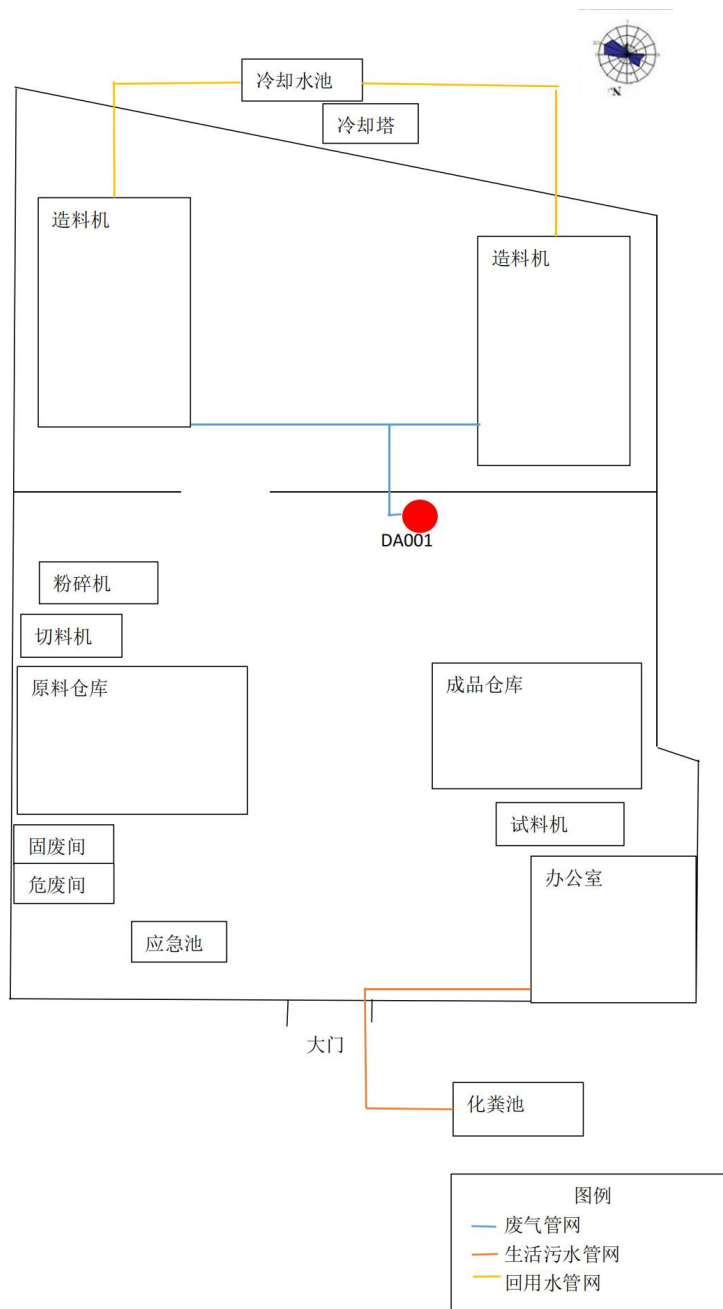 冷却水池
冷却塔
造料机
造料机
DA001
粉碎机
切料机
原料仓库
成品仓库
试料机
固废间
危废间
办公室
应急池
大门
化粪池
图例
废气管网
生活污水管网
回用水管网
N